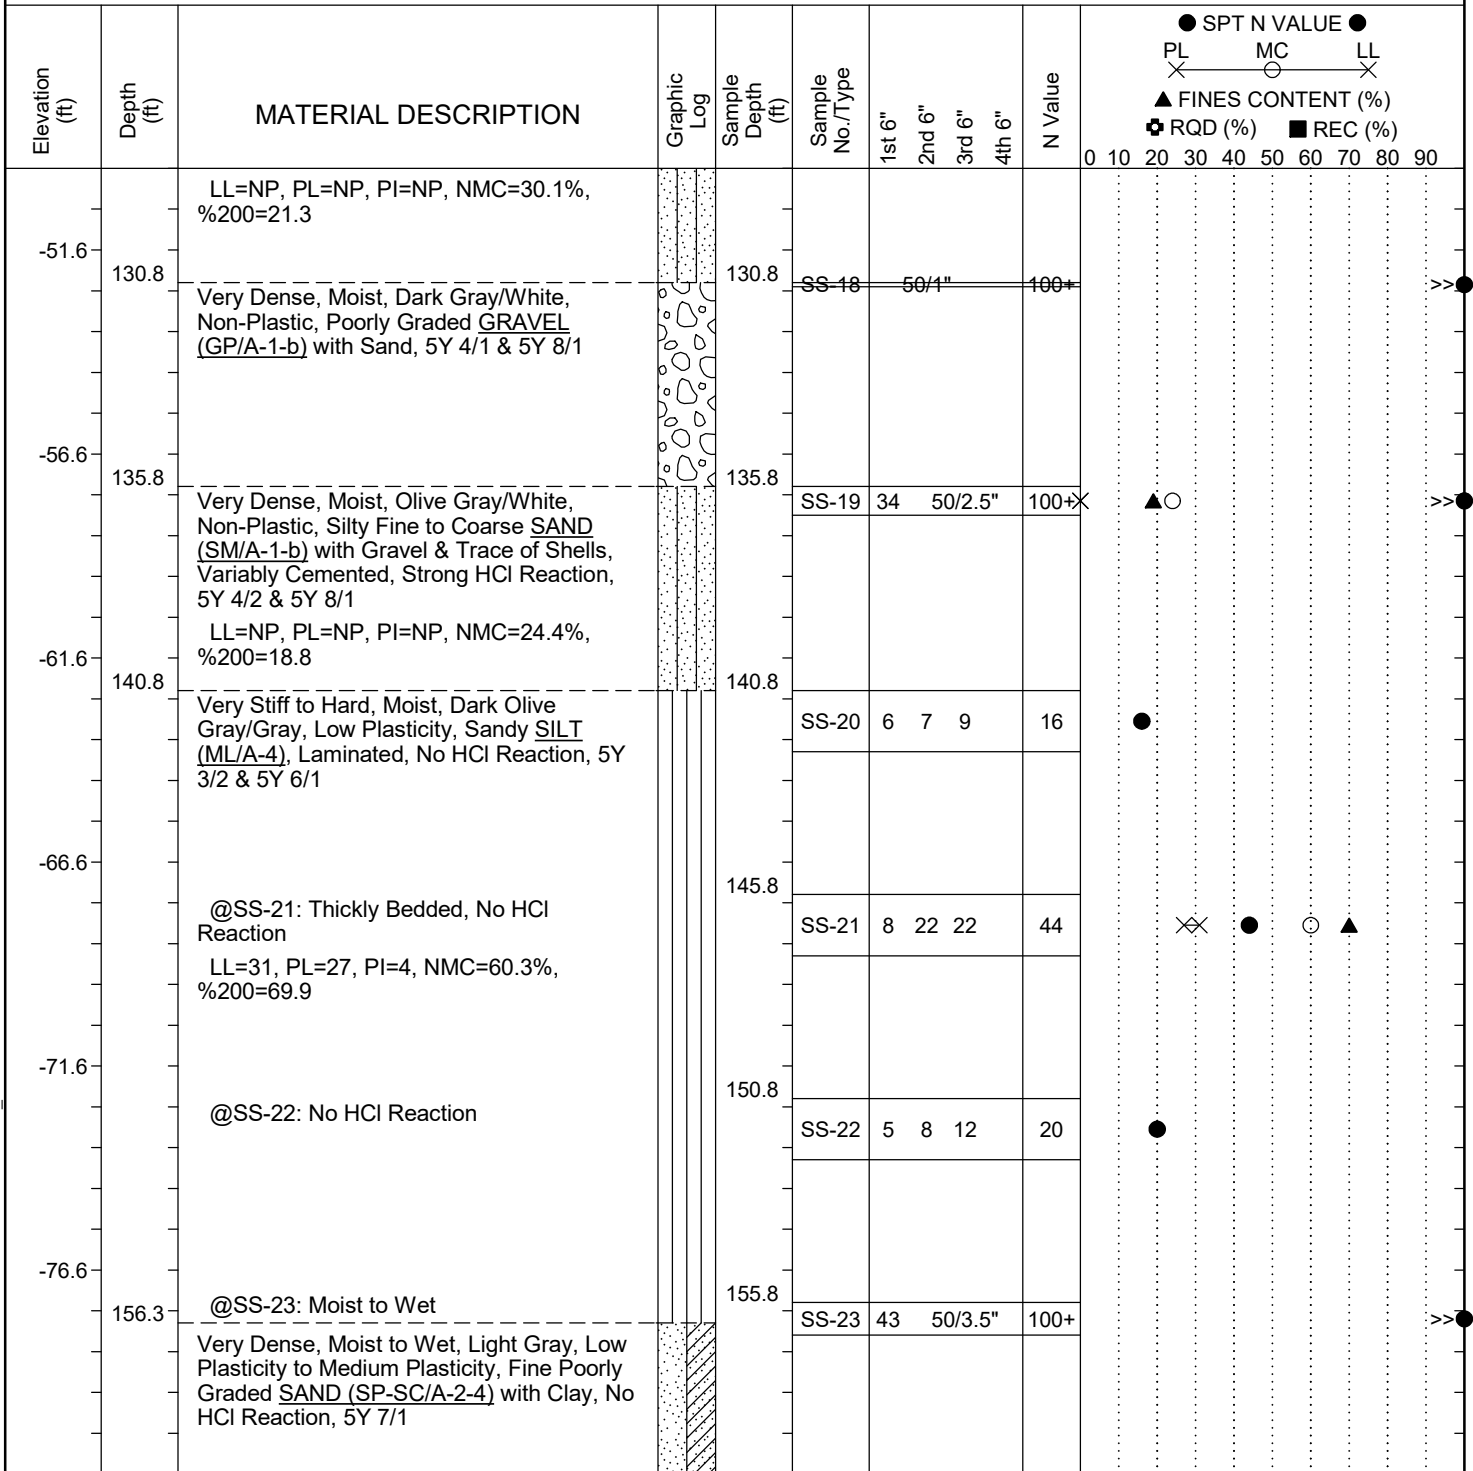 ● SPT N VALUE ●
PL MC LL
▲ FINES CONTENT (%)
RQD (%) ■ REC (%)
Elevation (ft)
Depth (ft)
MATERIAL DESCRIPTION
Graphic Log
Sample Depth (ft)
Sample No./Type
1st 6"
2nd 6"
3rd 6"
4th 6"
N Value
0 10 20 30 40 50 60 70 80 90
LL=NP, PL=NP, PI=NP, NMC=30.1%,
%200=21.3
-51.6
130.8 130.8
SS-18 50/1" 100+ >>
Very Dense, Moist, Dark Gray/White,
Non-Plastic, Poorly Graded GRAVEL
(GP/A-1-b) with Sand, 5Y 4/1 & 5Y 8/1
-56.6
135.8 135.8
SS-19 34 50/2.5" 100+ >>
Very Dense, Moist, Olive Gray/White,
Non-Plastic, Silty Fine to Coarse SAND
(SM/A-1-b) with Gravel & Trace of Shells,
Variably Cemented, Strong HCl Reaction,
5Y 4/2 & 5Y 8/1
LL=NP, PL=NP, PI=NP, NMC=24.4%,
%200=18.8
-61.6
140.8 140.8
Very Stiff to Hard, Moist, Dark Olive
Gray/Gray, Low Plasticity, Sandy SILT
(ML/A-4), Laminated, No HCl Reaction, 5Y
3/2 & 5Y 6/1
SS-20 6 7 9 16
-66.6
145.8
@SS-21: Thickly Bedded, No HCl
Reaction
SS-21 8 22 22 44
LL=31, PL=27, PI=4, NMC=60.3%,
%200=69.9
-71.6
150.8
@SS-22: No HCl Reaction
SS-22 5 8 12 20
-76.6
155.8
@SS-23: Moist to Wet
156.3
SS-23 43 50/3.5" 100+ >>
Very Dense, Moist to Wet, Light Gray, Low
Plasticity to Medium Plasticity, Fine Poorly
Graded SAND (SP-SC/A-2-4) with Clay, No
HCl Reaction, 5Y 7/1